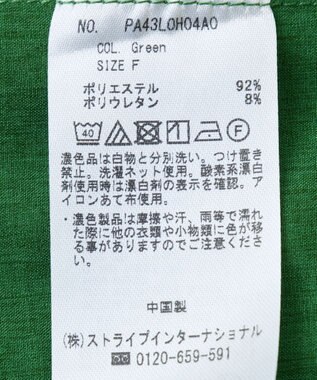 NO. PA43L0H04A0
COL. Green
SIZE F
ポリエステル 92%
ポリウレタン 8%
40 F
濃色品は白物と分別洗い。つけ置き
禁止。洗濯ネット使用。酸素系漂白
剤使用時は漂白剤の表示を確認。ア
イロンあて布使用。
・濃色製品は摩擦や汗、雨等で濡れ
た際に他の衣類や小物類に色が移
る事がありますのでご注意くださ
い。
中国製
(株)ストライプインターナショナル
0120-659-591